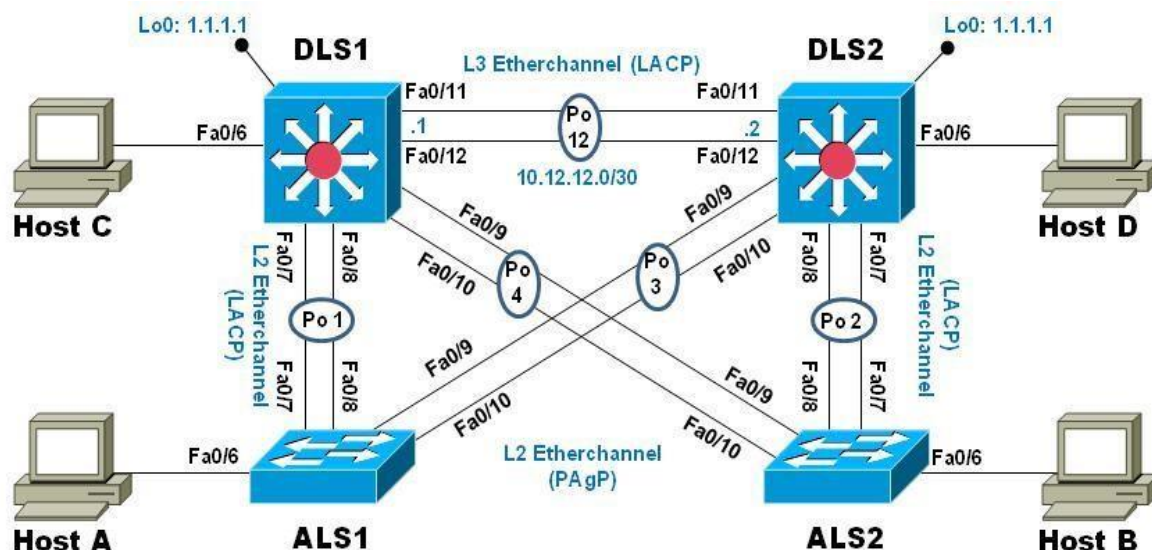 Lo0: 1.1.1.1
Lo0: 1.1.1.1
DLS1
DLS2
L3 Etherchannel (LACP)
Fa0/11
Fa0/11
Fa0/6
.1
Po
12
.2
Fa0/6
Fa0/12
Fa0/12
10.12.12.0/30
Host C
Host D
Fa0/9
Fa0/9
Fa0/7
Fa0/8
Fa0/10
Po
4
Po
3
Fa0/10
Fa0/8
Fa0/7
L2 Etherchannel
(LACP)
(LACP)
L2 Etherchannel
Po 1
Po 2
Fa0/7
Fa0/8
Fa0/9
Fa0/9
Fa0/8
Fa0/7
Fa0/10
Fa0/10
Fa0/6
L2 Etherchannel
(PAgP)
Fa0/6
Host A
ALS1
ALS2
Host B